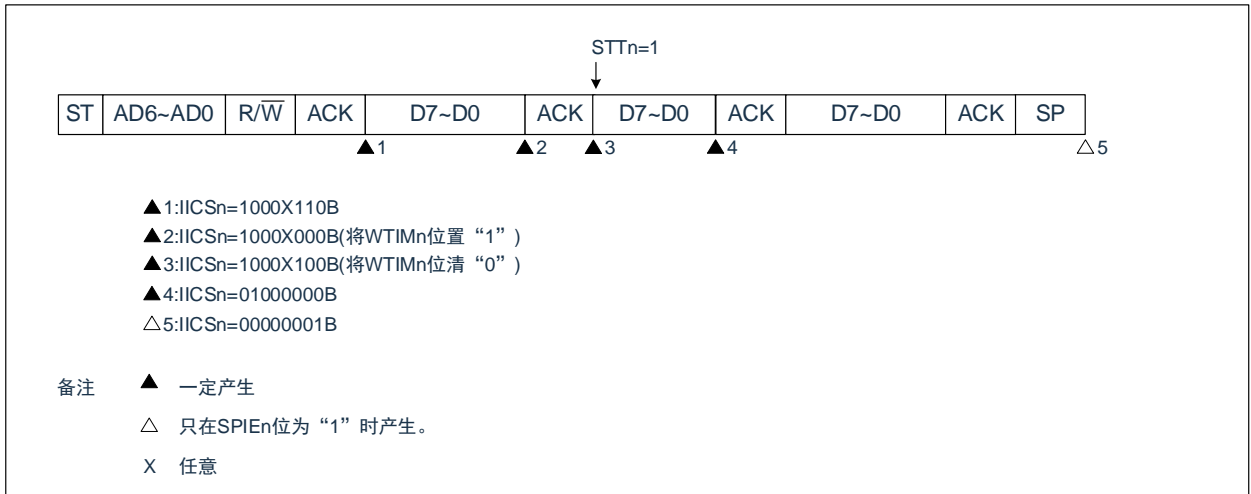 STTn=1
ST AD6~AD0 R/W̅ ACK D7~D0 ACK D7~D0 ACK D7~D0 ACK SP
▲1 ▲2 ▲3 ▲4 △5
▲1:IICSn=1000X110B
▲2:IICSn=1000X000B(将WTIMn位置“1”)
▲3:IICSn=1000X100B(将WTIMn位清“0”)
▲4:IICSn=01000000B
△5:IICSn=00000001B
备注 ▲ 一定产生
△ 只在SPIEn位为“1”时产生。
X 任意